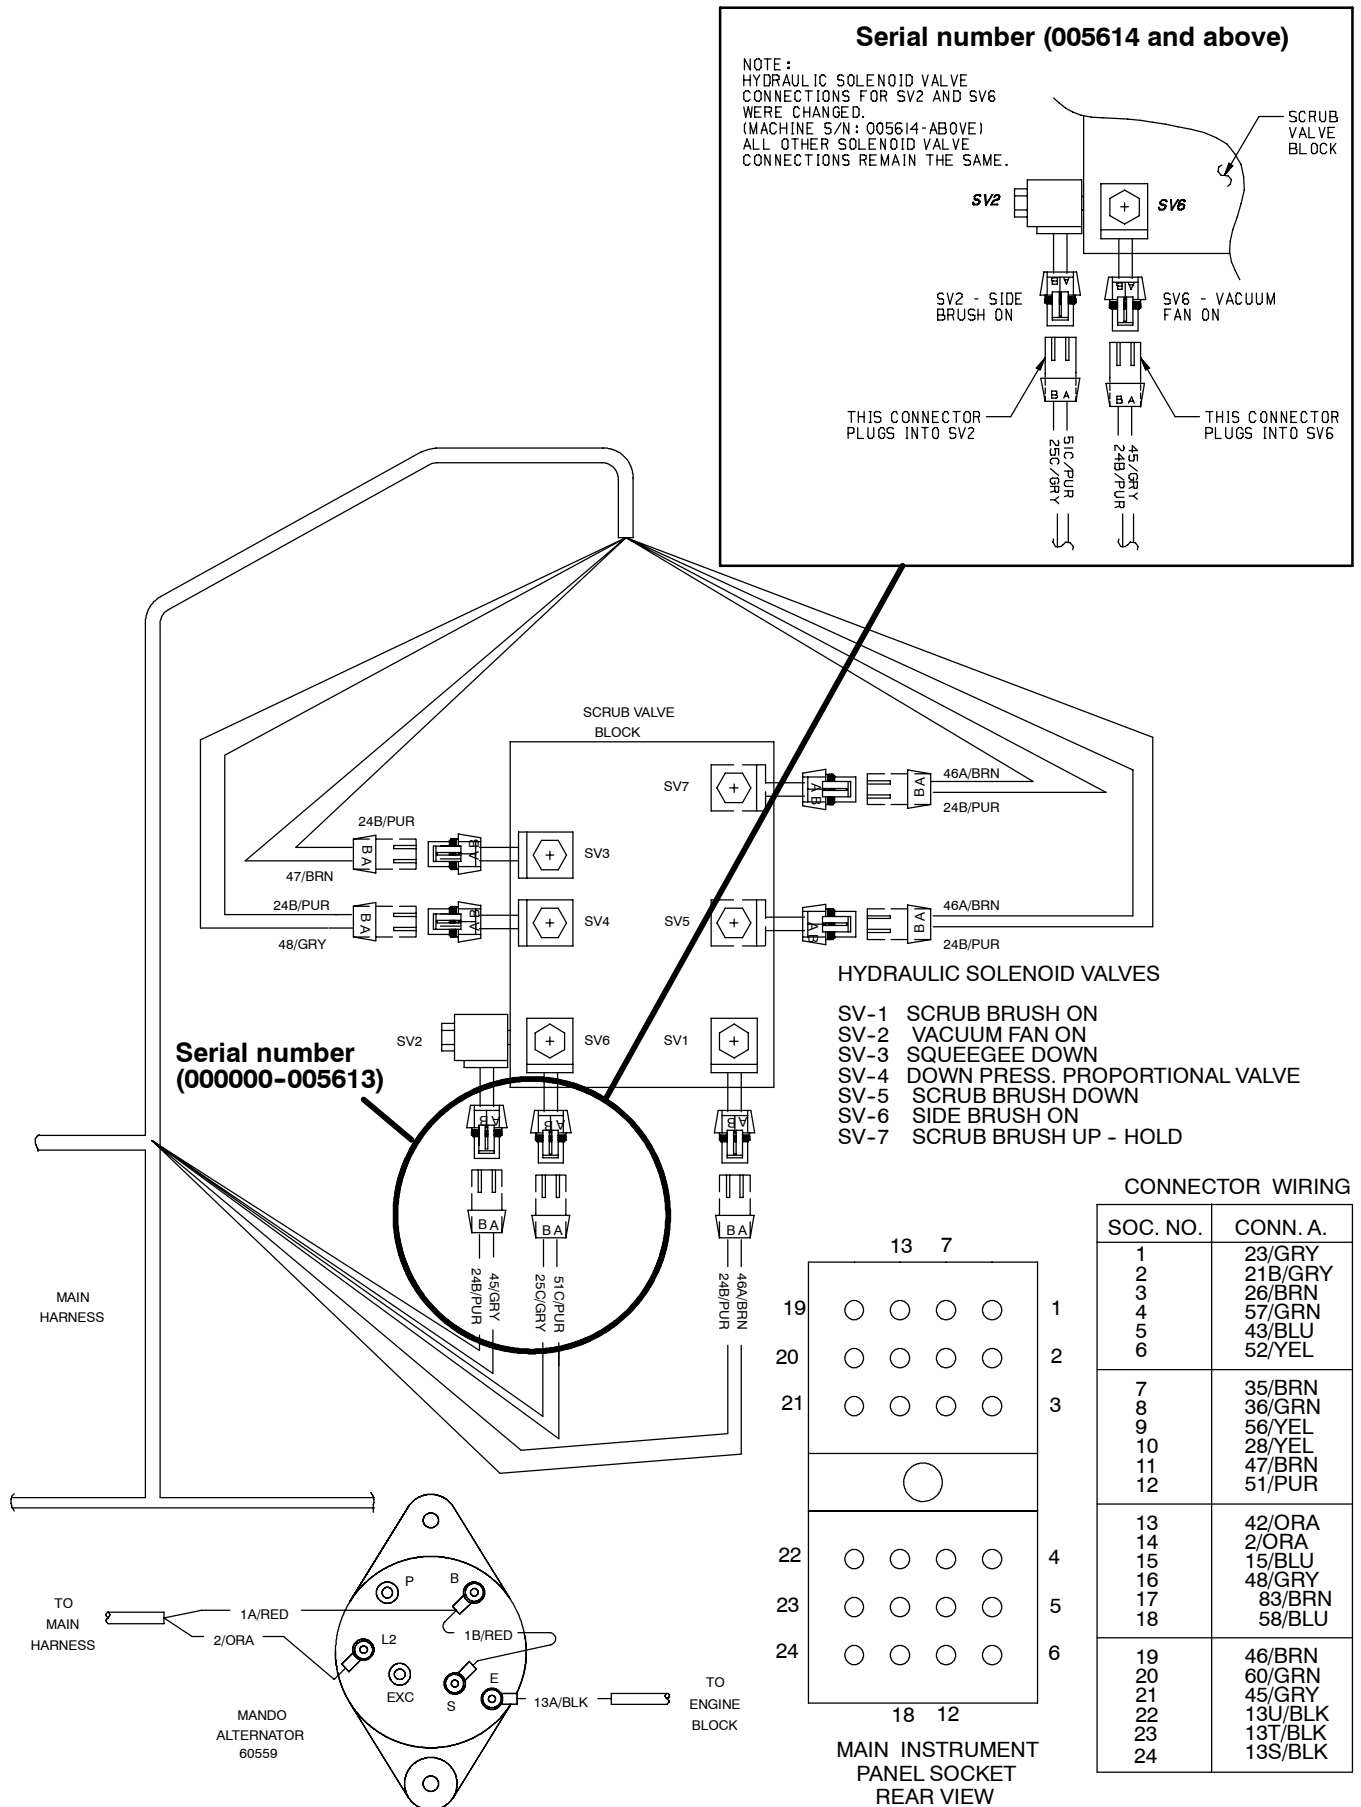 Serial number (005614 and above)
NOTE:
HYDRAULIC SOLENOID VALVE
CONNECTIONS FOR SV2 AND SV6
WERE CHANGED.
(MACHINE S/N: 005614-ABOVE)
ALL OTHER SOLENOID VALVE
CONNECTIONS REMAIN THE SAME.
SCRUB
VALVE
BLOCK
SV2
SV6
B A
B A
SV2 - SIDE
BRUSH ON
SV6 - VACUUM
FAN ON
B A
B A
THIS CONNECTOR
PLUGS INTO SV2
THIS CONNECTOR
PLUGS INTO SV6
51C/PUR
25C/GRY
45/GRY
24B/PUR
SCRUB VALVE
BLOCK
SV7
A B
B A
46A/BRN
24B/PUR
24B/PUR
B A
B A
SV3
47/BRN
24B/PUR
B A
B A
SV4
48/GRY
SV5
A B
B A
46A/BRN
24B/PUR
HYDRAULIC SOLENOID VALVES
SV-1 SCRUB BRUSH ON
SV-2 VACUUM FAN ON
SV-3 SQUEEGEE DOWN
SV-4 DOWN PRESS. PROPORTIONAL VALVE
SV-5 SCRUB BRUSH DOWN
SV-6 SIDE BRUSH ON
SV-7 SCRUB BRUSH UP - HOLD
SV2
SV6
SV1
Serial number
(000000-005613)
A B
B A
A B
B A
B A
B A
45/GRY
24B/PUR
51C/PUR
25C/GRY
46A/BRN
24B/PUR
MAIN
HARNESS
CONNECTOR WIRING
SOC. NO. CONN. A.
1 23/GRY
2 21B/GRY
3 26/BRN
4 57/GRN
5 43/BLU
6 52/YEL
7 35/BRN
8 36/GRN
9 56/YEL
10 28/YEL
11 47/BRN
12 51/PUR
13 42/ORA
14 2/ORA
15 15/BLU
16 48/GRY
17 83/BRN
18 58/BLU
19 46/BRN
20 60/GRN
21 45/GRY
22 13U/BLK
23 13T/BLK
24 13S/BLK
13 7
19 1
20 2
21 3
22 4
23 5
24 6
18 12
MAIN INSTRUMENT
PANEL SOCKET
REAR VIEW
TO
MAIN
HARNESS
1A/RED
2/ORA
P
B
L2
1B/RED
EXC
S
E
13A/BLK
TO
ENGINE
BLOCK
MANDO
ALTERNATOR
60559